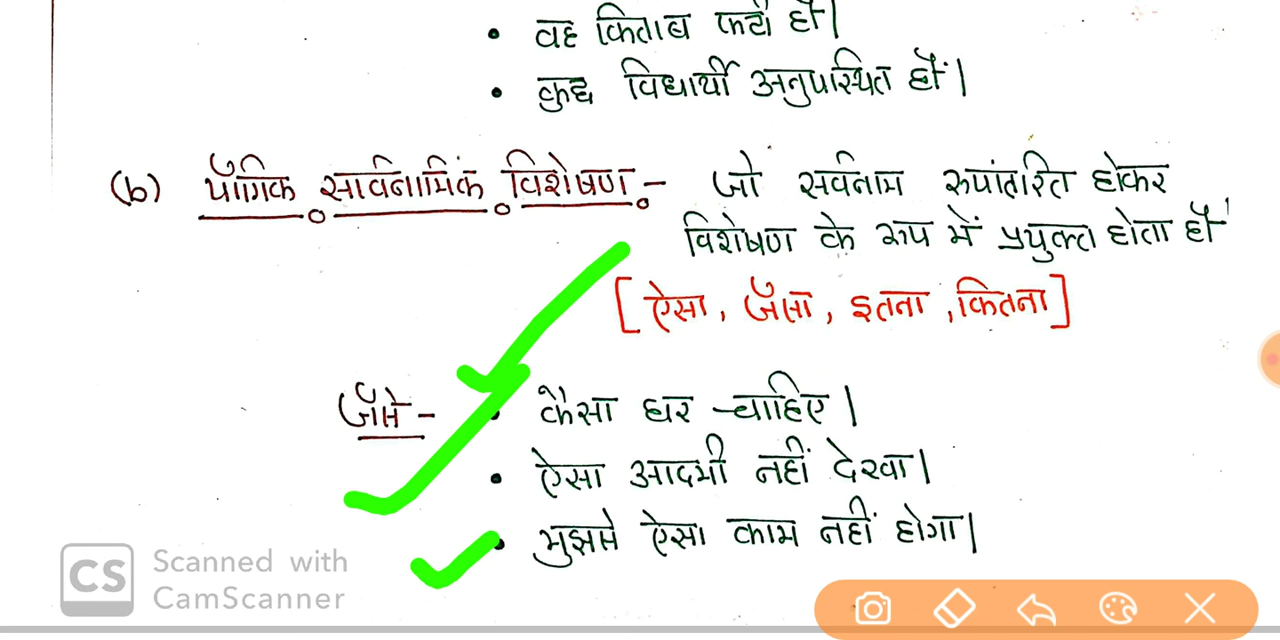 • वह किताब फटी है।
• कुछ विद्यार्थी अनुपस्थित हैं।
(b) यौगिक सार्वनामिक विशेषण - जो सर्वनाम रूपांतरित होकर
विशेषण के रूप में प्रयुक्त होता है
[ऐसा, जैसा, इतना, कितना]
जैसे - • कैसा घर चाहिए।
• ऐसा आदमी नहीं देखा।
• मुझसे ऐसा काम नहीं होगा।
CS Scanned with
CamScanner